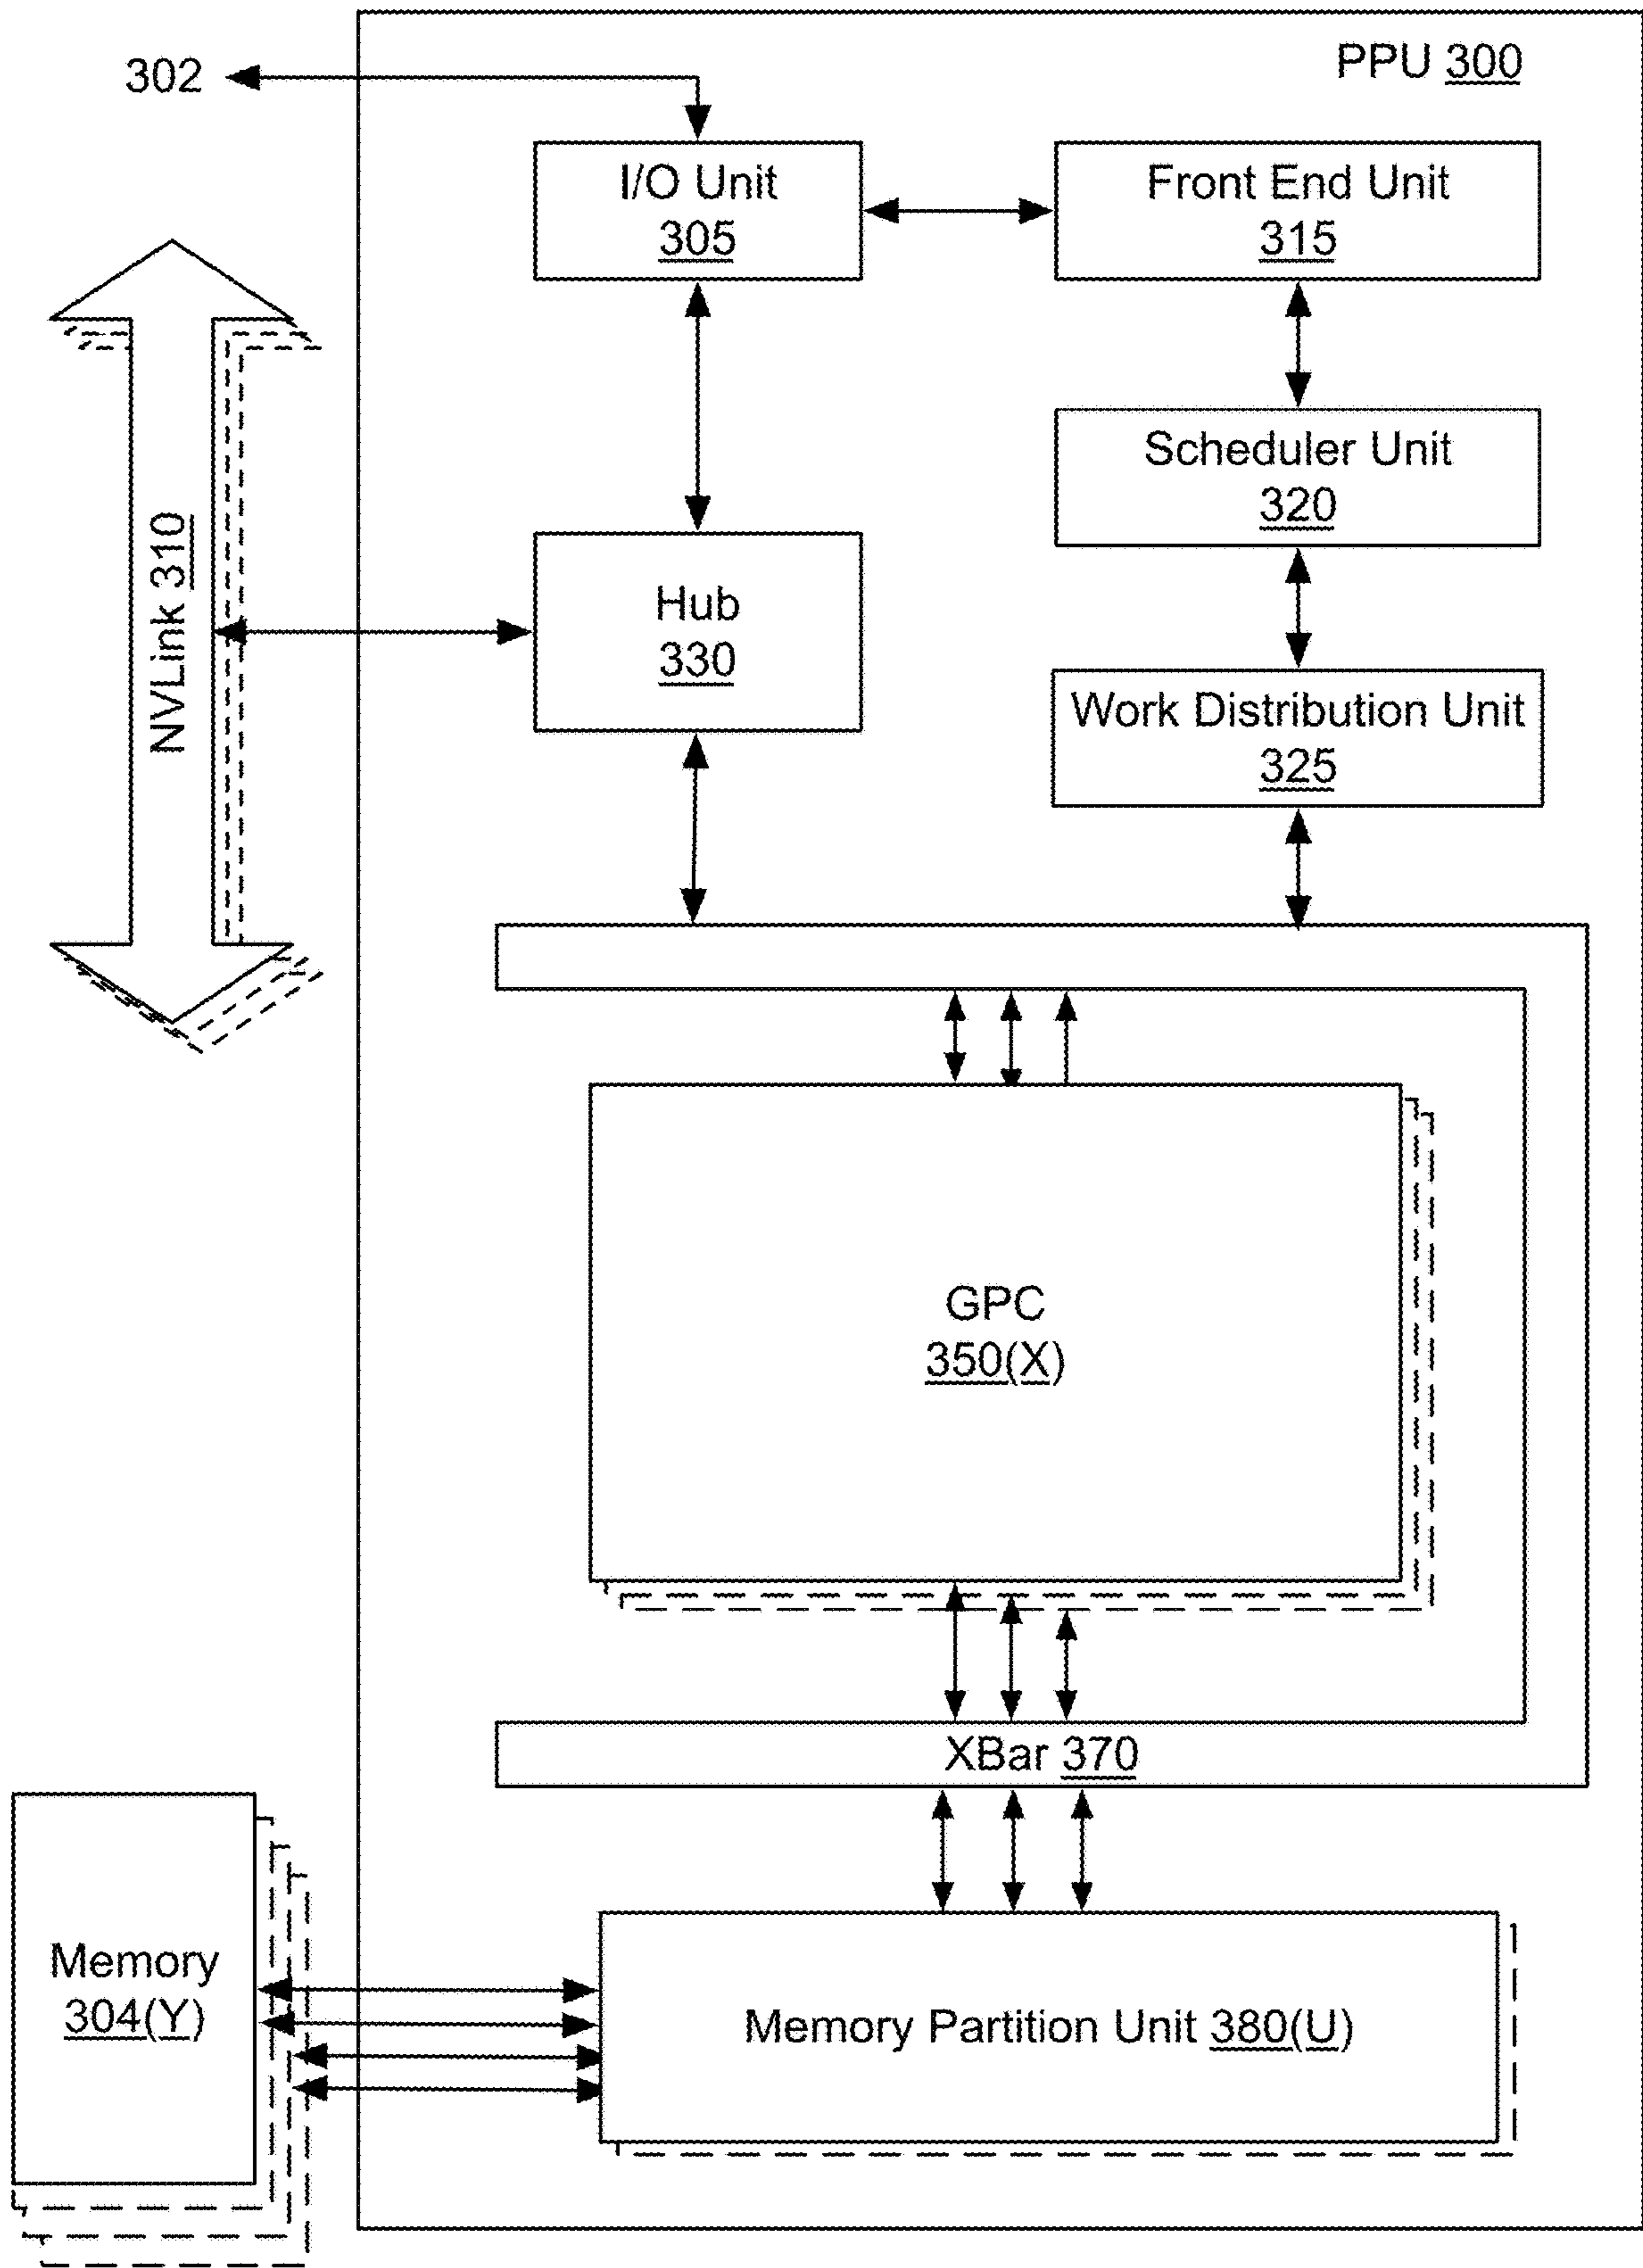 PPU 300
302
I/O Unit
305
Front End Unit
315
Scheduler Unit
320
NVLink 310
Hub
330
Work Distribution Unit
325
GPC
350(X)
XBar 370
Memory
304(Y)
Memory Partition Unit 380(U)